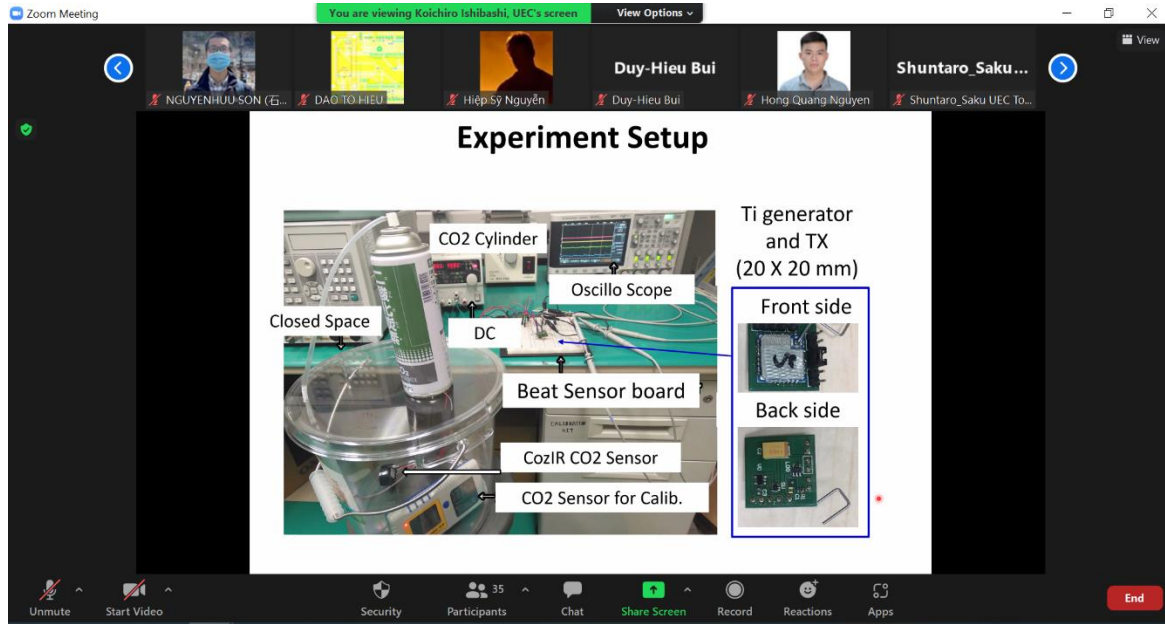 Zoom Meeting
You are viewing Koichiro Ishibashi, UEC's screen
View Options
View
Duy-Hieu Bui
Shuntaro_Saku...
NGUYENHUU SON (石...
DAO TO HIEU
Hiệp Sỹ Nguyễn
Duy-Hieu Bui
Hong Quang Nguyen
Shuntaro_Saku UEC To...
Experiment Setup
CO2 Cylinder
Oscillo Scope
Closed Space
DC
Beat Sensor board
CozIR CO2 Sensor
CO2 Sensor for Calib.
Ti generator
and TX
(20 X 20 mm)
Front side
Back side
Unmute
Start Video
Security
35
Participants
Chat
Share Screen
Record
Reactions
Apps
End